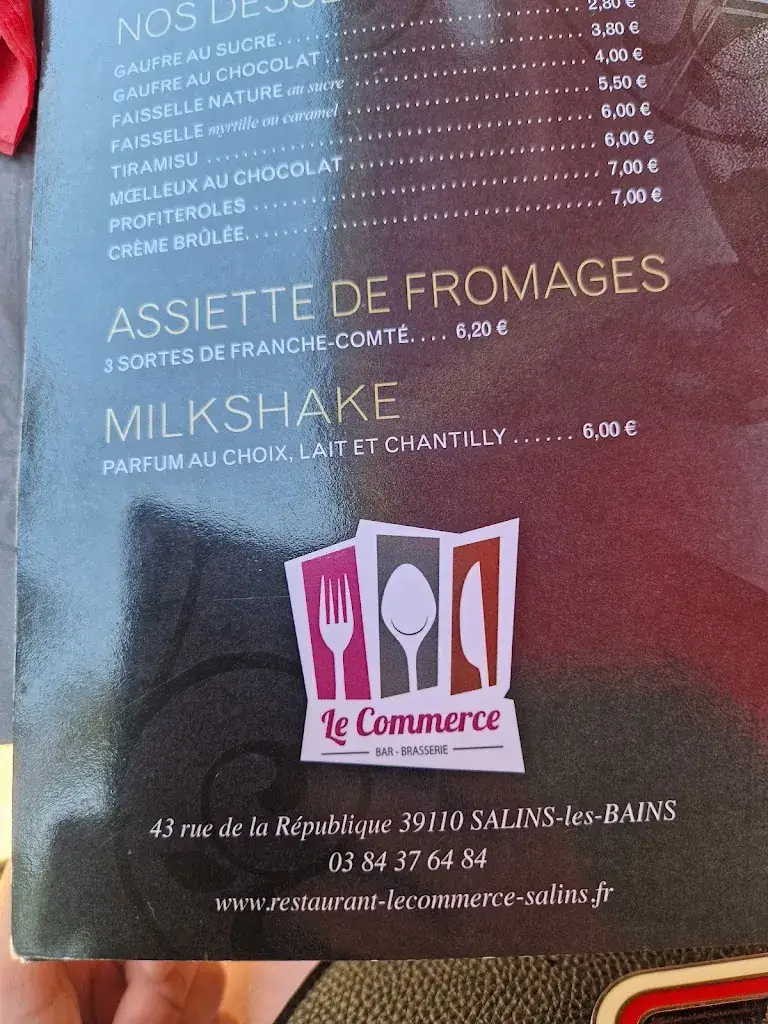 NOS DESSE
GAUFRE AU SUCRE........ 2,80 €
GAUFRE AU CHOCOLAT........ 3,80 €
FAISSELLE NATURE au sucre........ 4,00 €
FAISSELLE myrtille ou caramel........ 5,50 €
TIRAMISU........ 6,00 €
MŒLLEUX AU CHOCOLAT........ 6,00 €
PROFITEROLES........ 7,00 €
CRÈME BRÛLÉE........ 7,00 €
ASSIETTE DE FROMAGES
3 SORTES DE FRANCHE-COMTÉ.... 6,20 €
MILKSHAKE
PARFUM AU CHOIX, LAIT ET CHANTILLY ...... 6,00 €
Le Commerce
BAR - BRASSERIE
43 rue de la République 39110 SALINS-les-BAINS
03 84 37 64 84
www.restaurant-lecommerce-salins.fr